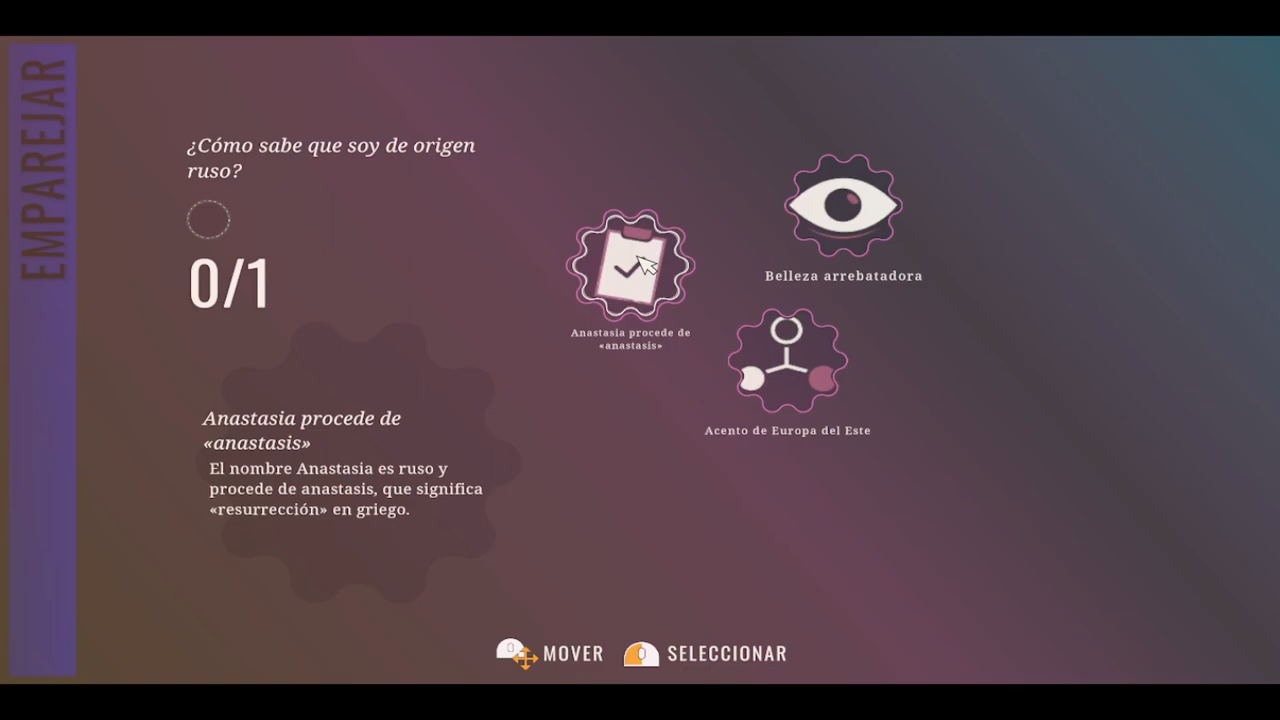 EMPAREJAR
¿Cómo sabe que soy de origen
ruso?
0/1
Anastasia procede de
«anastasis»
El nombre Anastasia es ruso y
procede de anastasis, que significa
«resurrección» en griego.
Anastasia procede de
«anastasis»
Belleza arrebatadora
Acento de Europa del Este
MOVER
SELECCIONAR